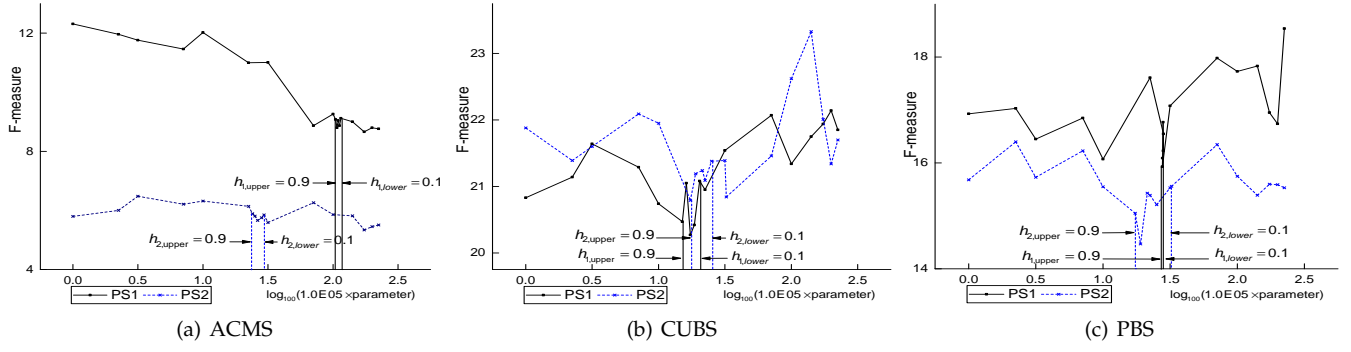 12
8
4
F-measure
h1,upper = 0.9
h1,lower = 0.1
h2,upper = 0.9
h2,lower = 0.1
0.0 0.5 1.0 1.5 2.0 2.5
PS1 PS2
log100(1.0E05 ×parameter)
(a) ACMS
23
22
21
20
F-measure
h2,upper = 0.9
h2,lower = 0.1
h1,upper = 0.9
h1,lower = 0.1
0.0 0.5 1.0 1.5 2.0 2.5
PS1 PS2
log100(1.0E05 ×parameter)
(b) CUBS
18
16
14
F-measure
h2,upper = 0.9
h2,lower = 0.1
h1,upper = 0.9
h1,lower = 0.1
0.0 0.5 1.0 1.5 2.0 2.5
PS1 PS2
log100(1.0E05 ×parameter)
(c) PBS